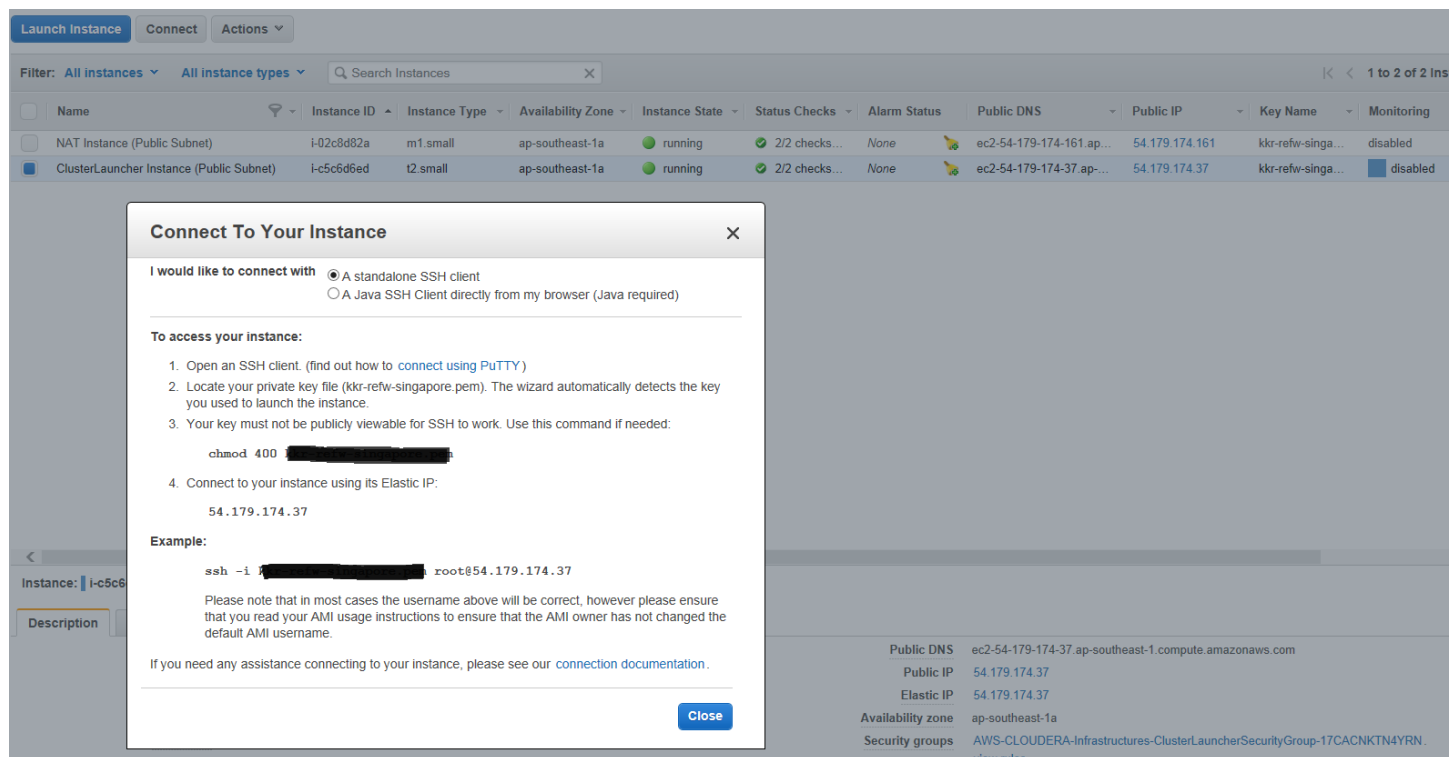 Launch Instance Connect Actions
Filter: All instances All instance types Search Instances 1 to 2 of 2 Ins
Name Instance ID Instance Type Availability Zone Instance State Status Checks Alarm Status Public DNS Public IP Key Name Monitoring
NAT Instance (Public Subnet) i-02c8d82a m1.small ap-southeast-1a running 2/2 checks... None ec2-54-179-174-161.ap... 54.179.174.161 kkr-refw-singa... disabled
ClusterLauncher Instance (Public Subnet) i-c5c6d6ed t2.small ap-southeast-1a running 2/2 checks... None ec2-54-179-174-37.ap-... 54.179.174.37 kkr-refw-singa... disabled
Connect To Your Instance
I would like to connect with A standalone SSH client
A Java SSH Client directly from my browser (Java required)
To access your instance:
1. Open an SSH client. (find out how to connect using PuTTY)
2. Locate your private key file (kkr-refw-singapore.pem). The wizard automatically detects the key
you used to launch the instance.
3. Your key must not be publicly viewable for SSH to work. Use this command if needed:
chmod 400
4. Connect to your instance using its Elastic IP:
54.179.174.37
Example:
ssh -i root@54.179.174.37
Please note that in most cases the username above will be correct, however please ensure
that you read your AMI usage instructions to ensure that the AMI owner has not changed the
default AMI username.
If you need any assistance connecting to your instance, please see our connection documentation.
Close
Instance: i-c5c6
Description
Public DNS ec2-54-179-174-37.ap-southeast-1.compute.amazonaws.com
Public IP 54.179.174.37
Elastic IP 54.179.174.37
Availability zone ap-southeast-1a
Security groups AWS-CLOUDERA-Infrastructures-ClusterLauncherSecurityGroup-17CACNKTN4YRN.